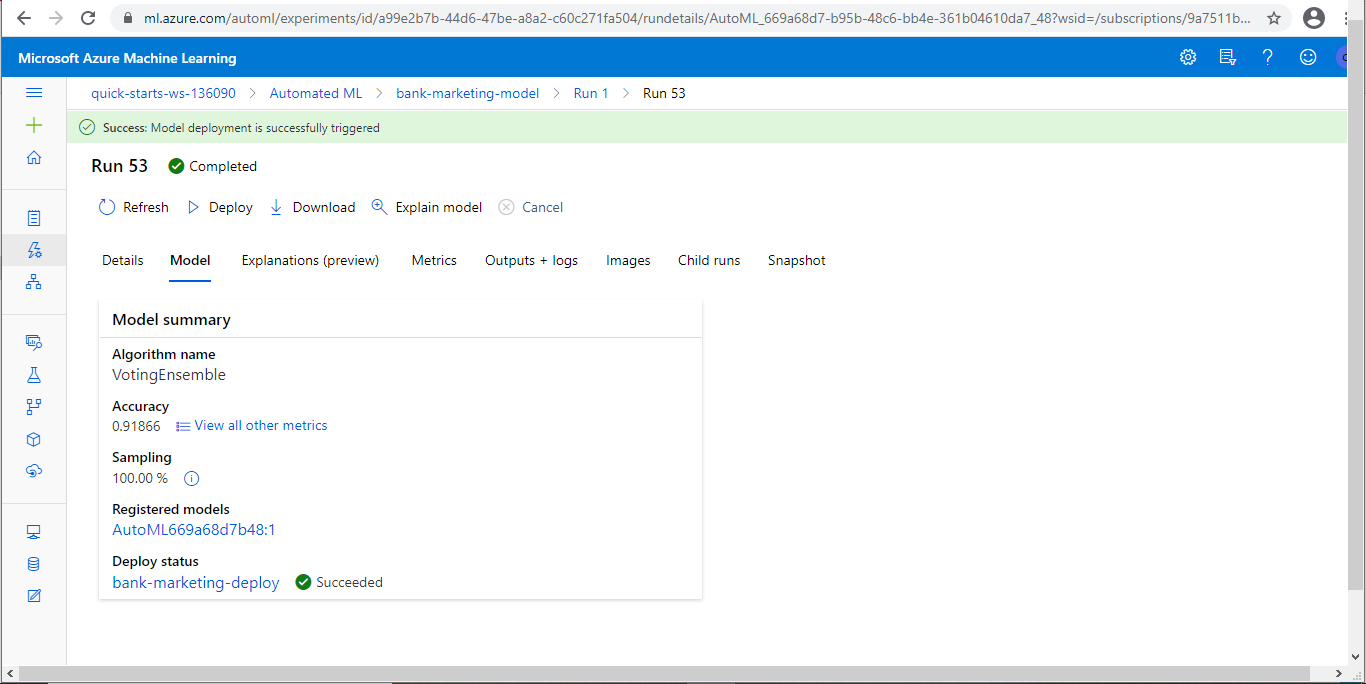 ml.azure.com/automl/experiments/id/a99e2b7b-44d6-47be-a8a2-c60c271fa504/rundetails/AutoML_669a68d7-b95b-48c6-bb4e-361b04610da7_48?wsid=/subscriptions/9a7511b...
Microsoft Azure Machine Learning
quick-starts-ws-136090 > Automated ML > bank-marketing-model > Run 1 > Run 53
Success: Model deployment is successfully triggered
Run 53 Completed
Refresh Deploy Download Explain model Cancel
Details Model Explanations (preview) Metrics Outputs + logs Images Child runs Snapshot
Model summary
Algorithm name
VotingEnsemble
Accuracy
0.91866 View all other metrics
Sampling
100.00 %
Registered models
AutoML669a68d7b48:1
Deploy status
bank-marketing-deploy Succeeded